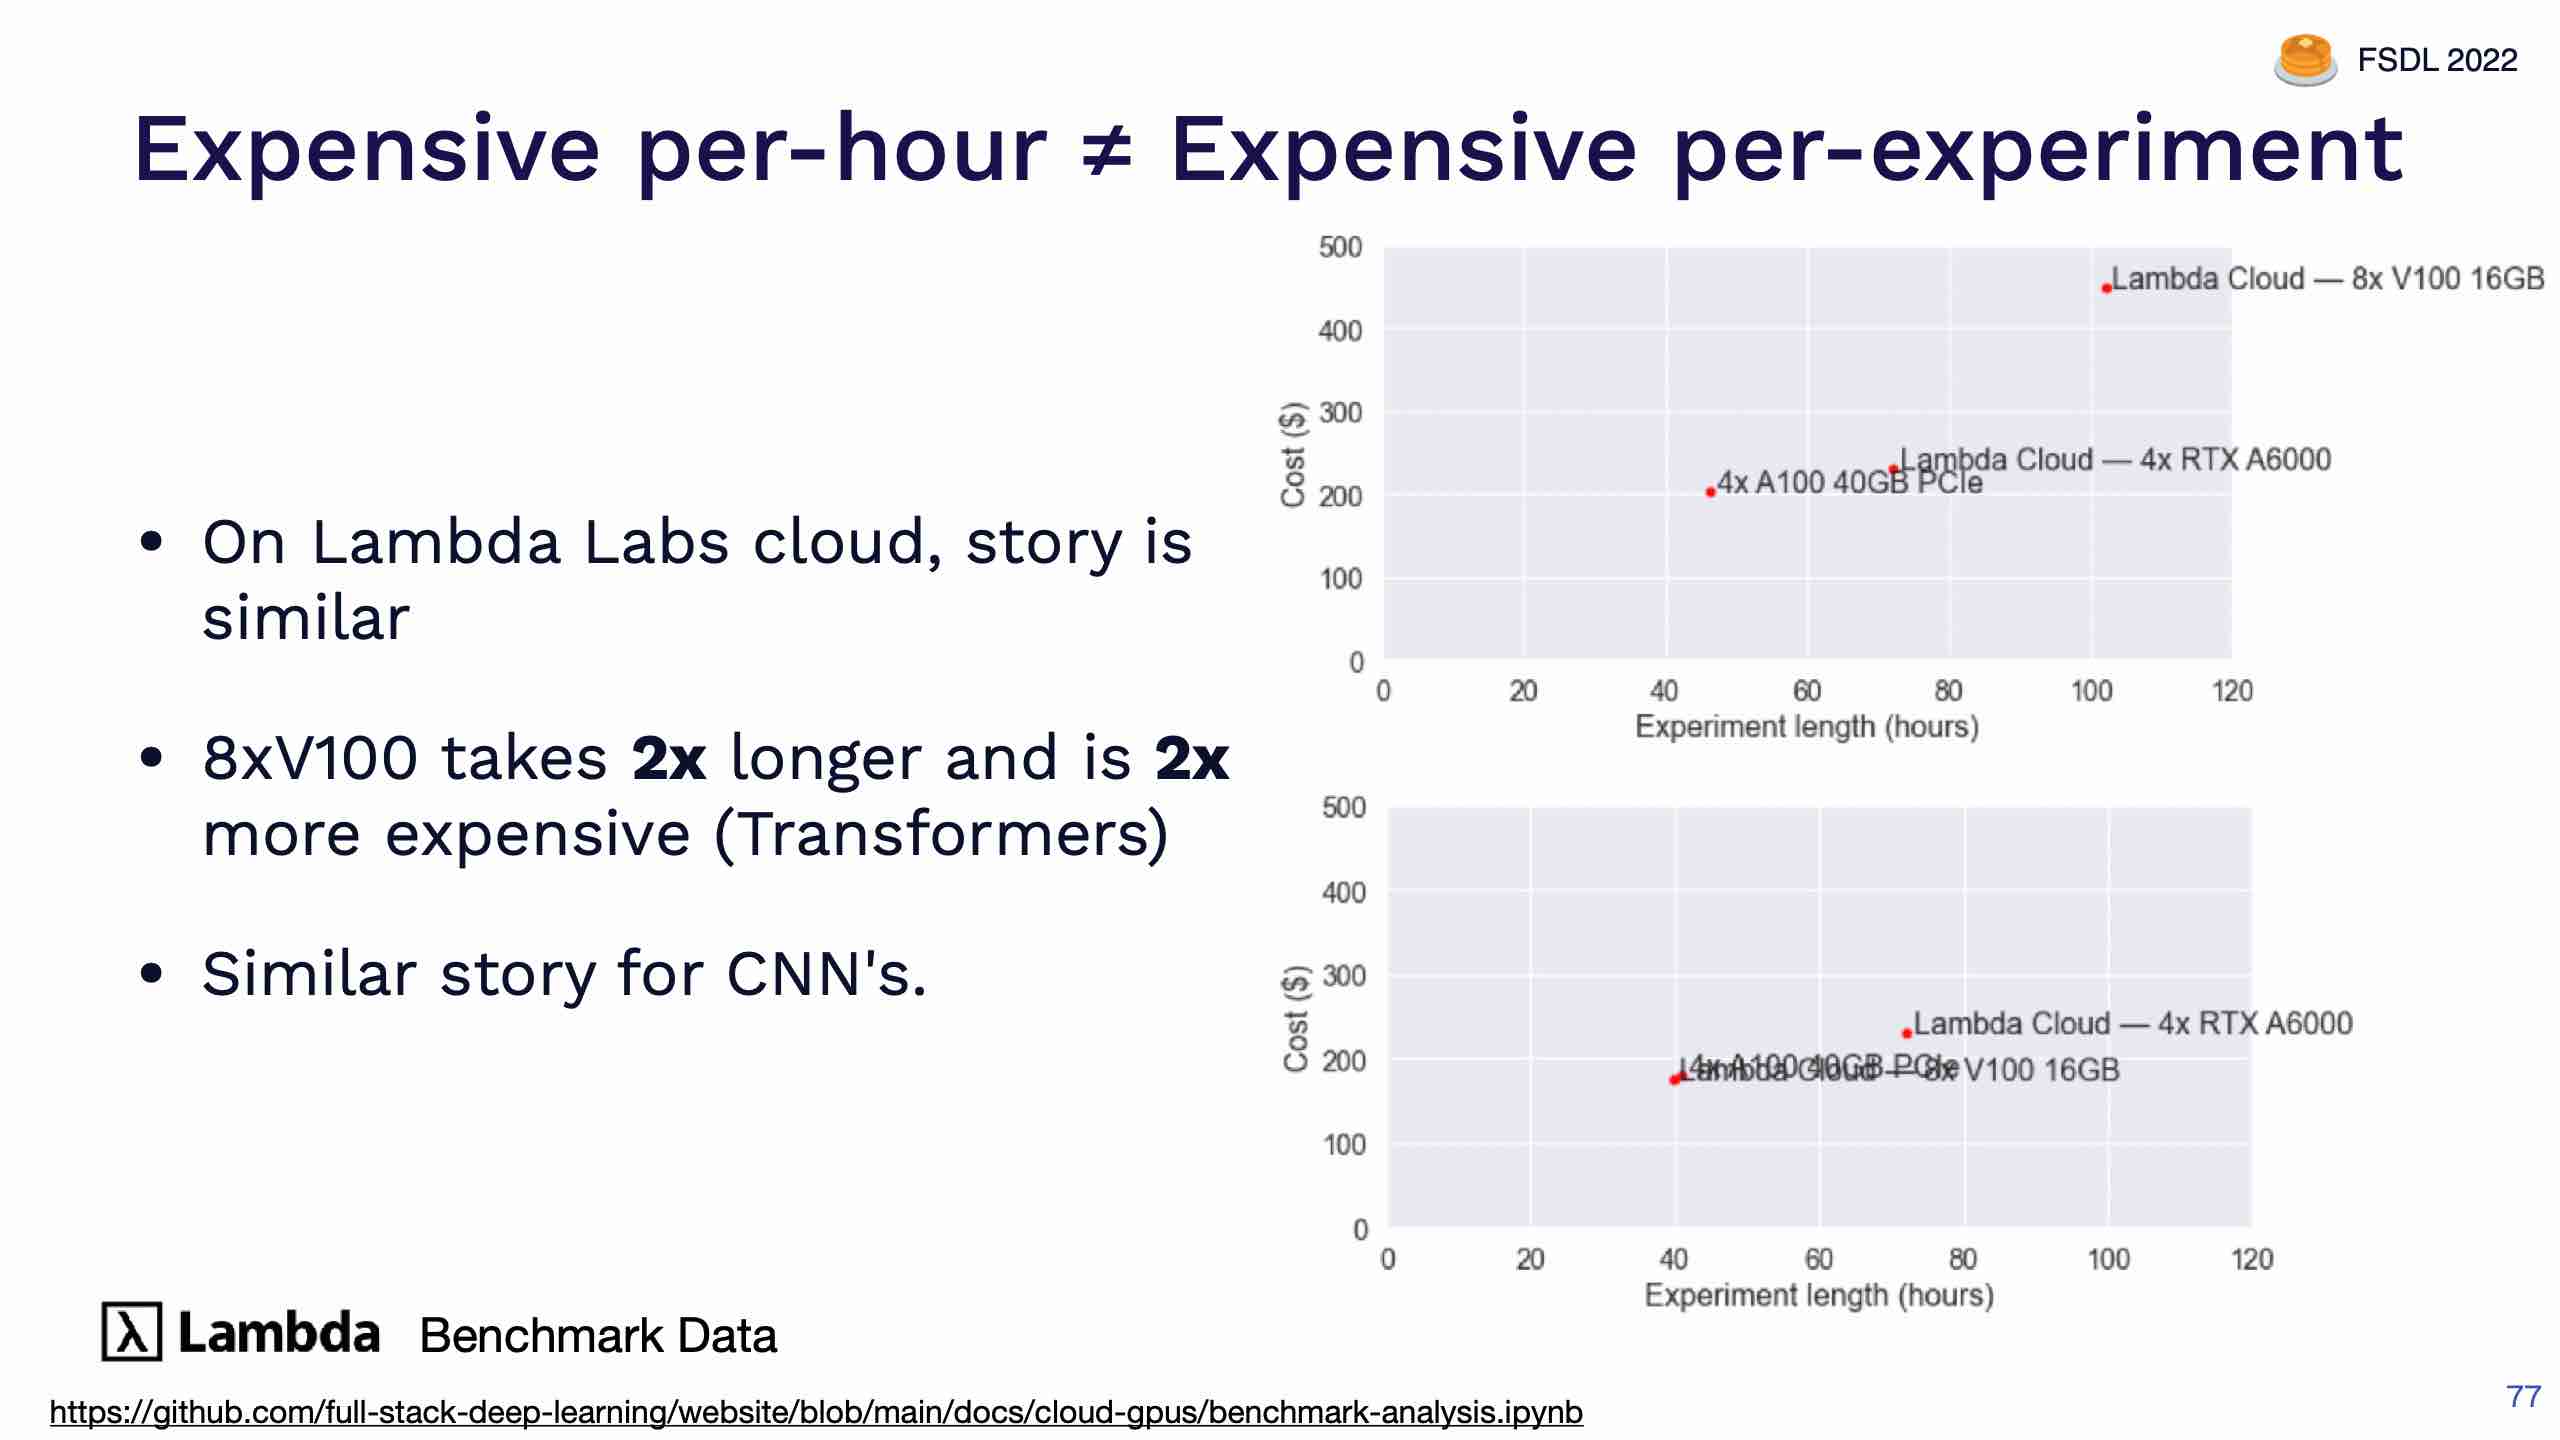 FSDL 2022
Expensive per-hour ≠ Expensive per-experiment
• On Lambda Labs cloud, story is
similar
• 8xV100 takes 2x longer and is 2x
more expensive (Transformers)
• Similar story for CNN's.
500
400
300
200
100
0
Cost ($)
Lambda Cloud — 8x V100 16GB
Lambda Cloud — 4x RTX A6000
4x A100 40GB PCIe
0 20 40 60 80 100 120
Experiment length (hours)
500
400
300
200
100
0
Cost ($)
Lambda Cloud — 4x RTX A6000
4x A100 40GB PCIe
Lambda Cloud — 8x V100 16GB
0 20 40 60 80 100 120
Experiment length (hours)
λ Lambda Benchmark Data
https://github.com/full-stack-deep-learning/website/blob/main/docs/cloud-gpus/benchmark-analysis.ipynb
77